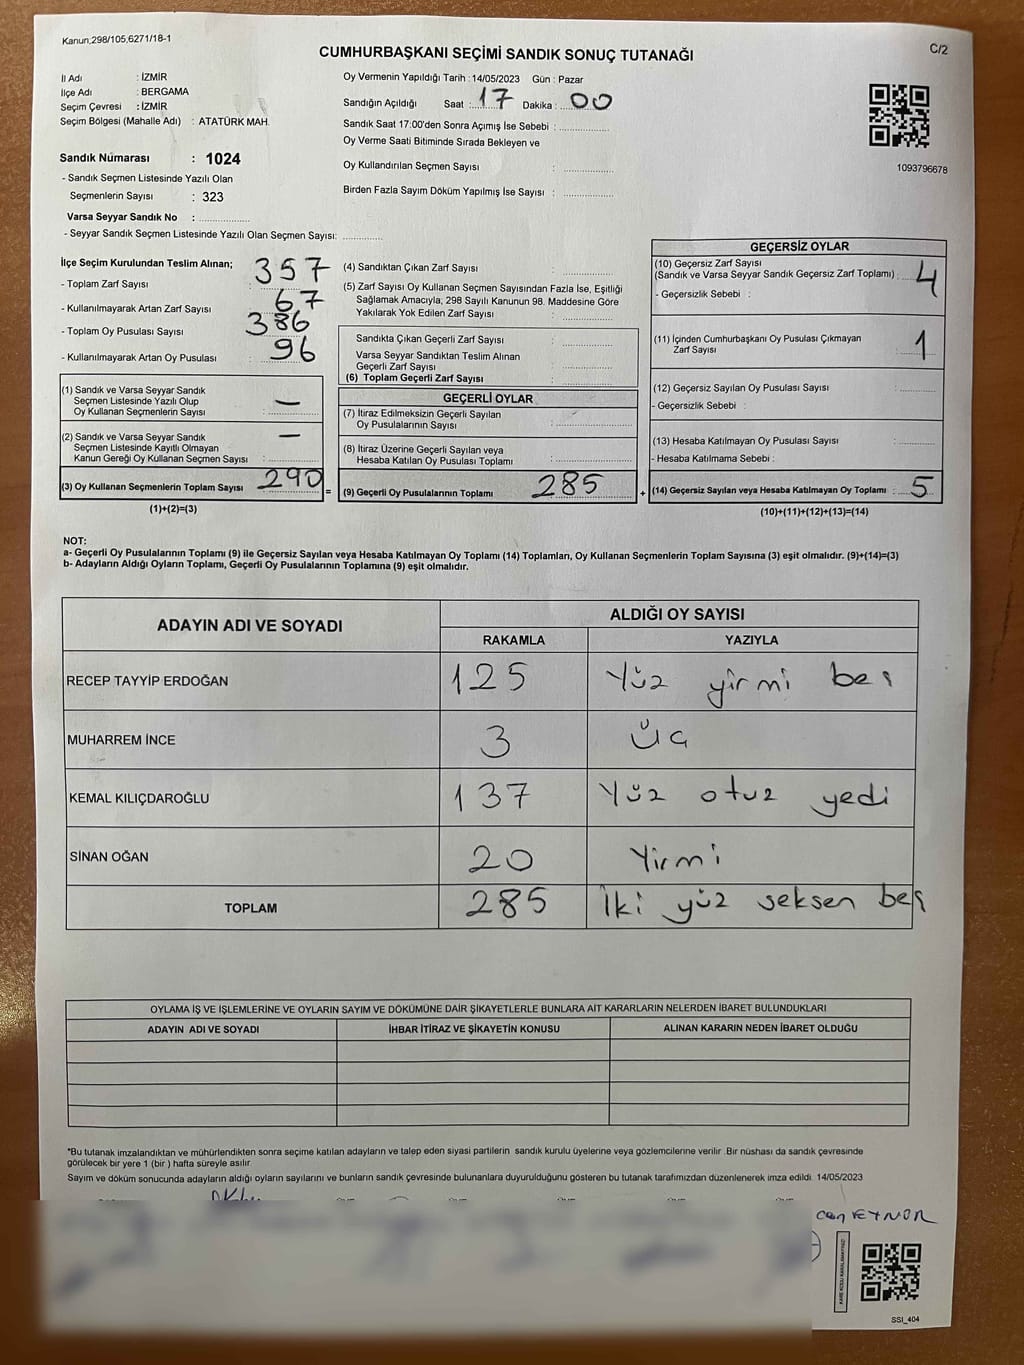 Kanun,298/105,6271/18-1
C/2
CUMHURBAŞKANI SEÇİMİ SANDIK SONUÇ TUTANAĞI
İl Adı : İZMİR
İlçe Adı : BERGAMA
Seçim Çevresi : İZMİR
Seçim Bölgesi (Mahalle Adı) : ATATÜRK MAH.
Oy Vermenin Yapıldığı Tarih : 14/05/2023 Gün : Pazar
Sandığın Açıldığı Saat : 17 Dakika : 00
Sandık Saat 17:00'den Sonra Açımış İse Sebebi :
Oy Verme Saati Bitiminde Sırada Bekleyen ve
Oy Kullandırılan Seçmen Sayısı :
Birden Fazla Sayım Döküm Yapılmış İse Sayısı :
1093796678
Sandık Numarası : 1024
- Sandık Seçmen Listesinde Yazılı Olan
Seçmenlerin Sayısı : 323
Varsa Seyyar Sandık No :
- Seyyar Sandık Seçmen Listesinde Yazılı Olan Seçmen Sayısı:
İlçe Seçim Kurulundan Teslim Alınan;
- Toplam Zarf Sayısı : 357
- Kullanılmayarak Artan Zarf Sayısı : 67
- Toplam Oy Pusulası Sayısı : 386
- Kullanılmayarak Artan Oy Pusulası : 96
(1) Sandık ve Varsa Seyyar Sandık
Seçmen Listesinde Yazılı Olup
Oy Kullanan Seçmenlerin Sayısı : —
(2) Sandık ve Varsa Seyyar Sandık
Seçmen Listesinde Kayıtlı Olmayan
Kanun Gereği Oy Kullanan Seçmen Sayısı : —
(3) Oy Kullanan Seçmenlerin Toplam Sayısı 290
(1)+(2)=(3)
(4) Sandıktan Çıkan Zarf Sayısı :
(5) Zarf Sayısı Oy Kullanan Seçmen Sayısından Fazla İse, Eşitliği
Sağlamak Amacıyla, 298 Sayılı Kanunun 98. Maddesine Göre
Yakılarak Yok Edilen Zarf Sayısı :
Sandıkta Çıkan Geçerli Zarf Sayısı :
Varsa Seyyar Sandıktan Teslim Alınan
Geçerli Zarf Sayısı :
(6) Toplam Geçerli Zarf Sayısı :
GEÇERLİ OYLAR
(7) İtiraz Edilmeksizin Geçerli Sayılan
Oy Pusulalarının Sayısı :
(8) İtiraz Üzerine Geçerli Sayılan veya
Hesaba Katılan Oy Pusulası Toplamı :
= (9) Geçerli Oy Pusulalarının Toplamı : 285
GEÇERSİZ OYLAR
(10) Geçersiz Zarf Sayısı
(Sandık ve Varsa Seyyar Sandık Geçersiz Zarf Toplamı) : 4
- Geçersizlik Sebebi :
(11) İçinden Cumhurbaşkanı Oy Pusulası Çıkmayan
Zarf Sayısı : 1
(12) Geçersiz Sayılan Oy Pusulası Sayısı :
- Geçersizlik Sebebi :
(13) Hesaba Katılmayan Oy Pusulası Sayısı :
- Hesaba Katılmama Sebebi :
+ (14) Geçersiz Sayılan veya Hesaba Katılmayan Oy Toplamı : 5
(10)+(11)+(12)+(13)=(14)
NOT:
a- Geçerli Oy Pusulalarının Toplamı (9) ile Geçersiz Sayılan veya Hesaba Katılmayan Oy Toplamı (14) Toplamları, Oy Kullanan Seçmenlerin Toplam Sayısına (3) eşit olmalıdır. (9)+(14)=(3)
b- Adayların Aldığı Oyların Toplamı, Geçerli Oy Pusulalarının Toplamına (9) eşit olmalıdır.
ADAYIN ADI VE SOYADI
ALDIĞI OY SAYISI
RAKAMLA YAZIYLA
RECEP TAYYİP ERDOĞAN 125 Yüz yirmi beş
MUHARREM İNCE 3 Üç
KEMAL KILIÇDAROĞLU 137 Yüz otuz yedi
SİNAN OĞAN 20 Yirmi
TOPLAM 285 İki yüz seksen beş
OYLAMA İŞ VE İŞLEMLERİNE VE OYLARIN SAYIM VE DÖKÜMÜNE DAİR ŞİKAYETLERLE BUNLARA AİT KARARLARIN NELERDEN İBARET BULUNDUKLARI
ADAYIN ADI VE SOYADI İHBAR İTİRAZ VE ŞİKAYETİN KONUSU ALINAN KARARIN NEDEN İBARET OLDUĞU
*Bu tutanak imzalandıktan ve mühürlendikten sonra seçime katılan adayların ve talep eden siyasi partilerin sandık kurulu üyelerine veya gözlemcilerine verilir. Bir nüshası da sandık çevresinde
görülecek bir yere 1 (bir ) hafta süreyle asılır.
Sayım ve döküm sonucunda adayların aldığı oyların sayılarını ve bunların sandık çevresinde bulunanlara duyurulduğunu gösteren bu tutanak tarafımızdan düzenlenerek imza edildi. 14/05/2023
SSI_404